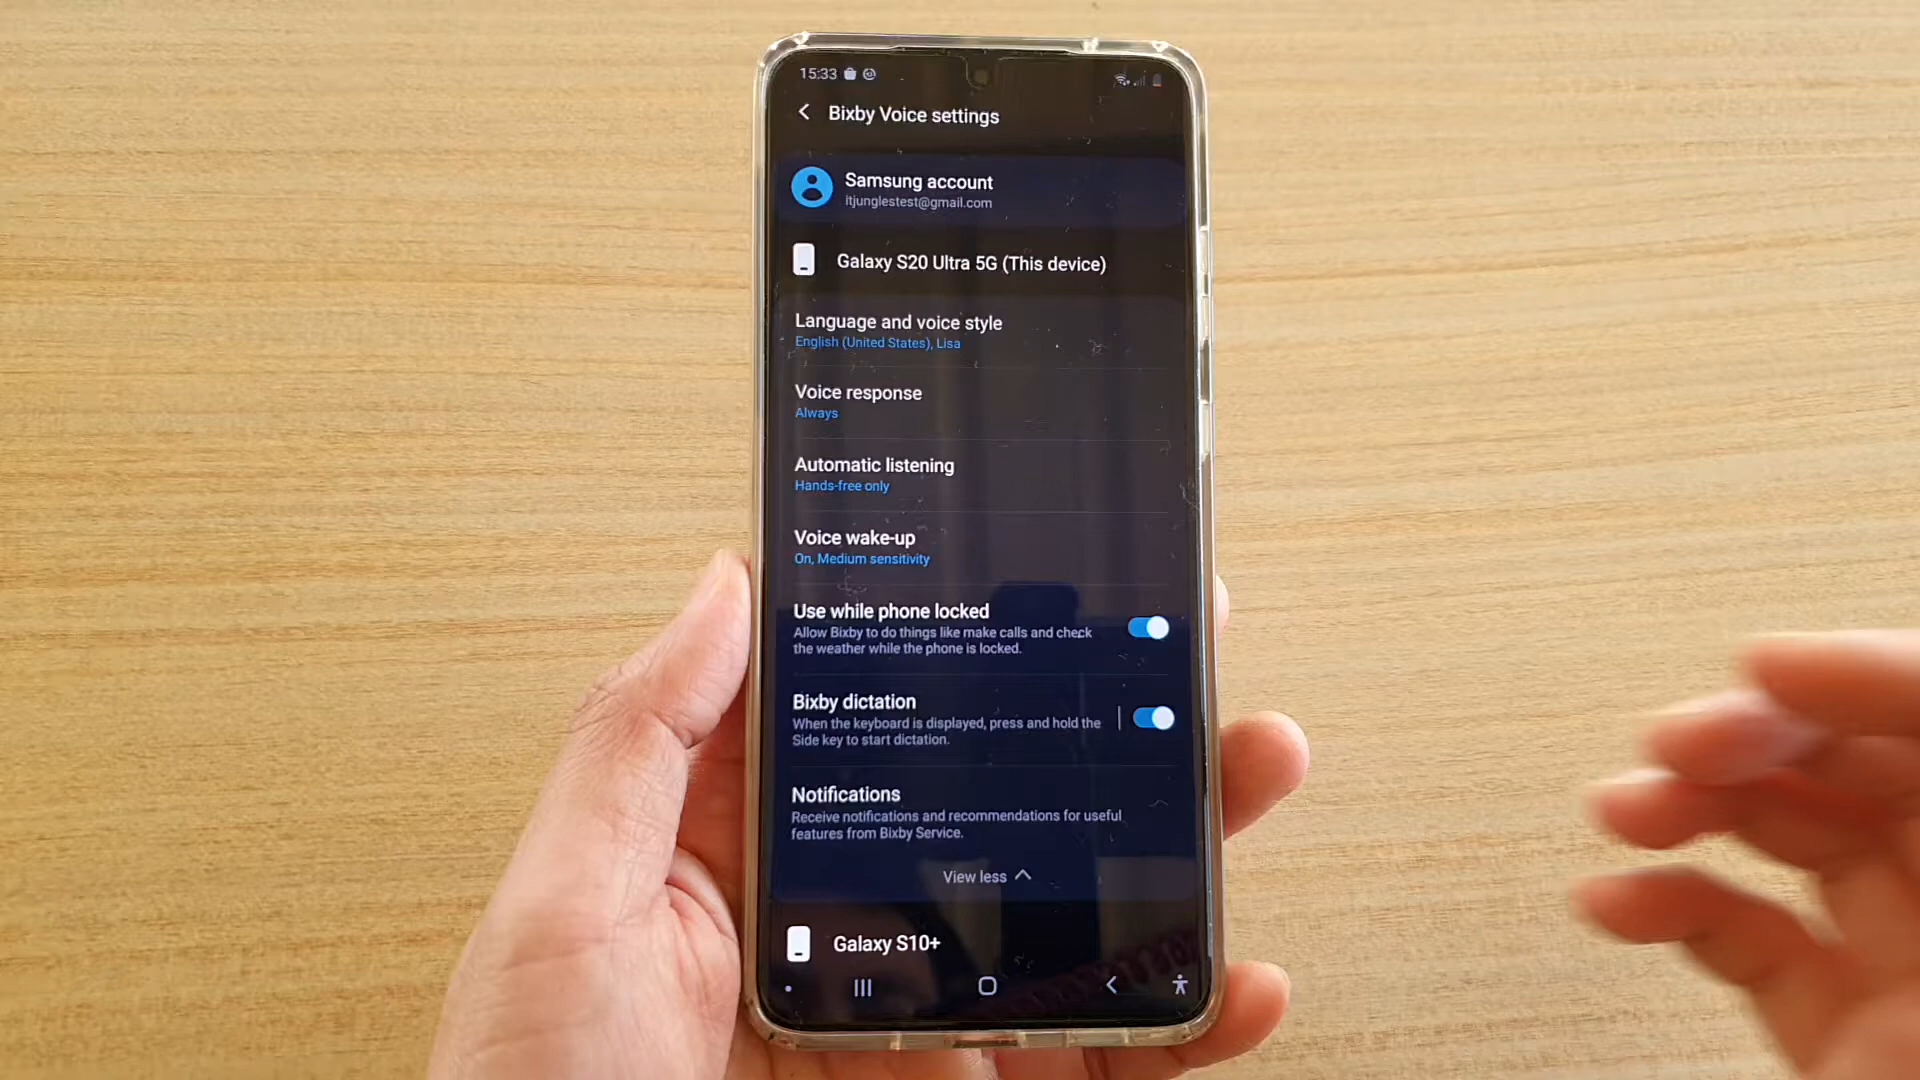 15:33
Bixby Voice settings
Samsung account
itjunglestest@gmail.com
Galaxy S20 Ultra 5G (This device)
Language and voice style
English (United States), Lisa
Voice response
Always
Automatic listening
Hands-free only
Voice wake-up
On, Medium sensitivity
Use while phone locked
Allow Bixby to do things like make calls and check
the weather while the phone is locked.
Bixby dictation
When the keyboard is displayed, press and hold the
Side key to start dictation.
Notifications
Receive notifications and recommendations for useful
features from Bixby Service.
View less
Galaxy S10+